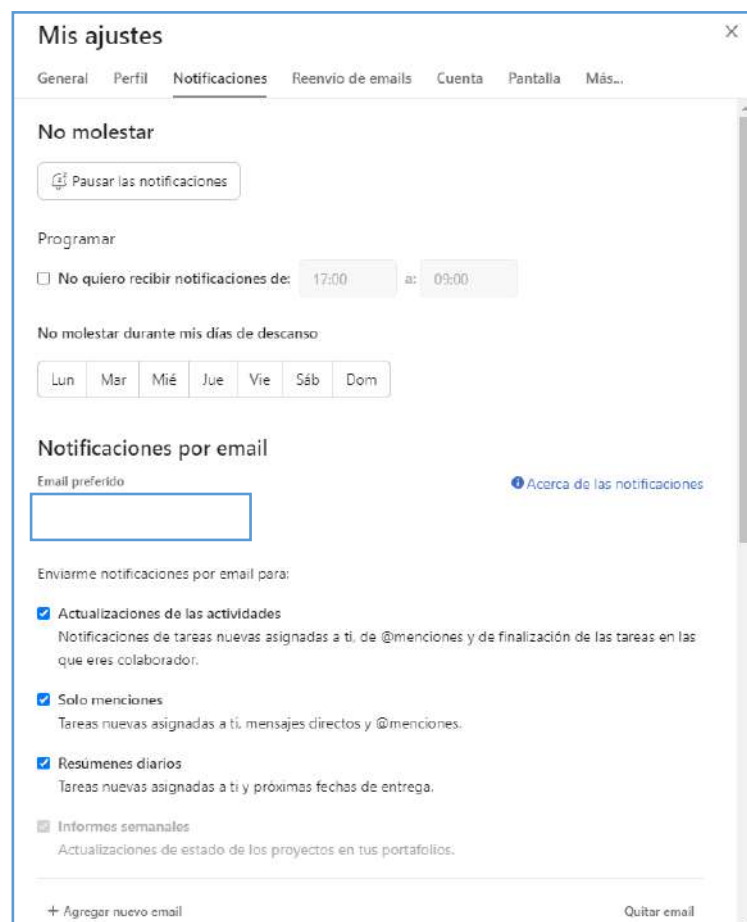 Mis ajustes
General Perfil Notificaciones Reenvío de emails Cuenta Pantalla Más...
No molestar
Pausar las notificaciones
Programar
No quiero recibir notificaciones de: 17:00 a: 09:00
No molestar durante mis días de descanso
Lun Mar Mié Jue Vie Sáb Dom
Notificaciones por email
Email preferido
Acerca de las notificaciones
Enviarme notificaciones por email para:
Actualizaciones de las actividades
Notificaciones de tareas nuevas asignadas a ti, de @menciones y de finalización de las tareas en las
que eres colaborador.
Solo menciones
Tareas nuevas asignadas a ti, mensajes directos y @menciones.
Resúmenes diarios
Tareas nuevas asignadas a ti y próximas fechas de entrega.
Informes semanales
Actualizaciones de estado de los proyectos en tus portafolios.
+ Agregar nuevo email
Quitar email